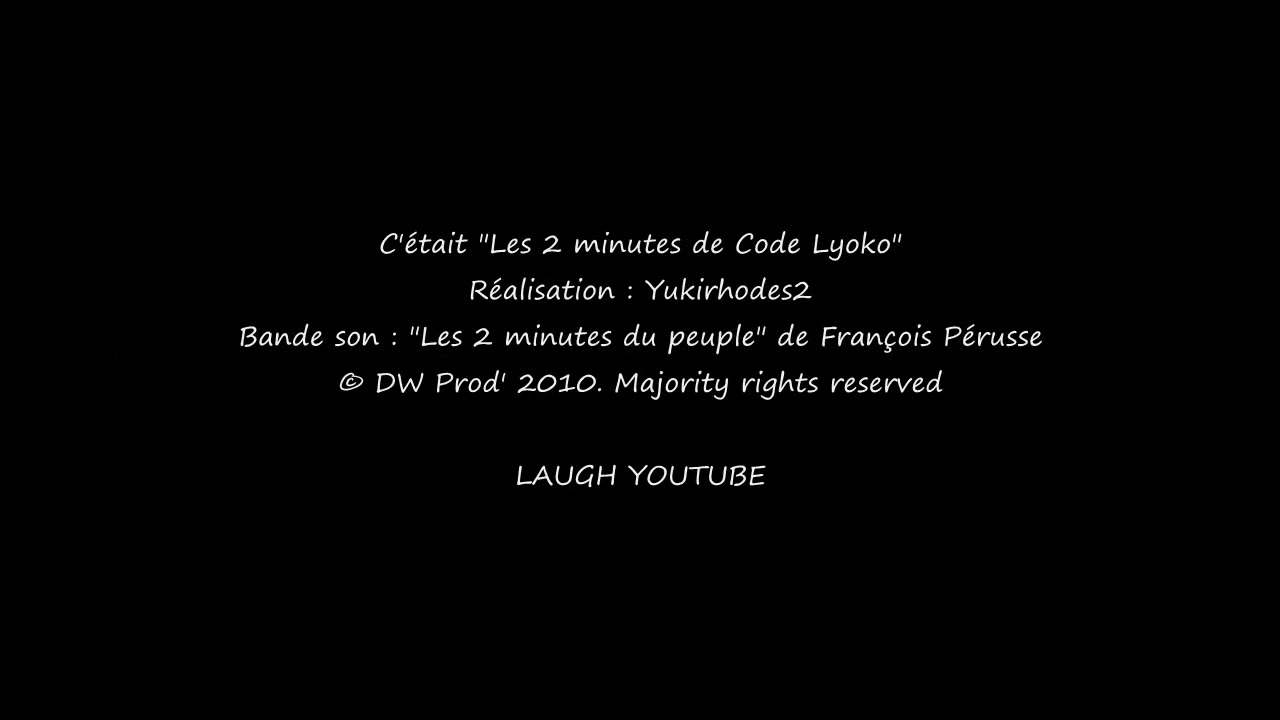 C'était "Les 2 minutes de Code Lyoko"
Réalisation : Yukirhodes2
Bande son : "Les 2 minutes du peuple" de François Pérusse
© DW Prod' 2010. Majority rights reserved
LAUGH YOUTUBE